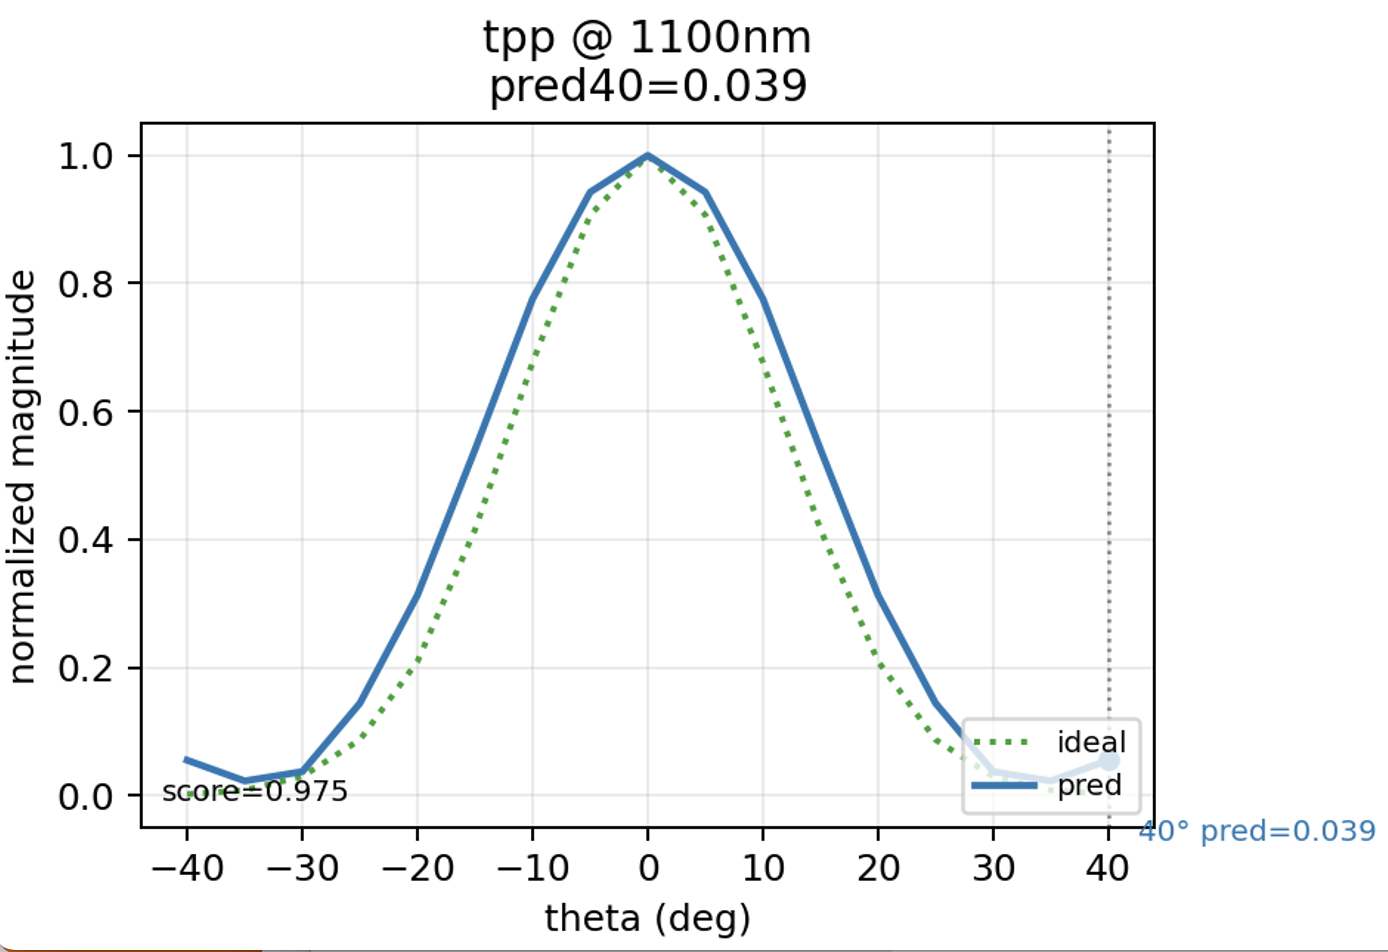 tpp @ 1100nm
pred40=0.039
normalized magnitude
1.0
0.8
0.6
0.4
0.2
0.0
score=0.975
ideal
pred
40° pred=0.039
−40
−30
−20
−10
0
10
20
30
40
theta (deg)